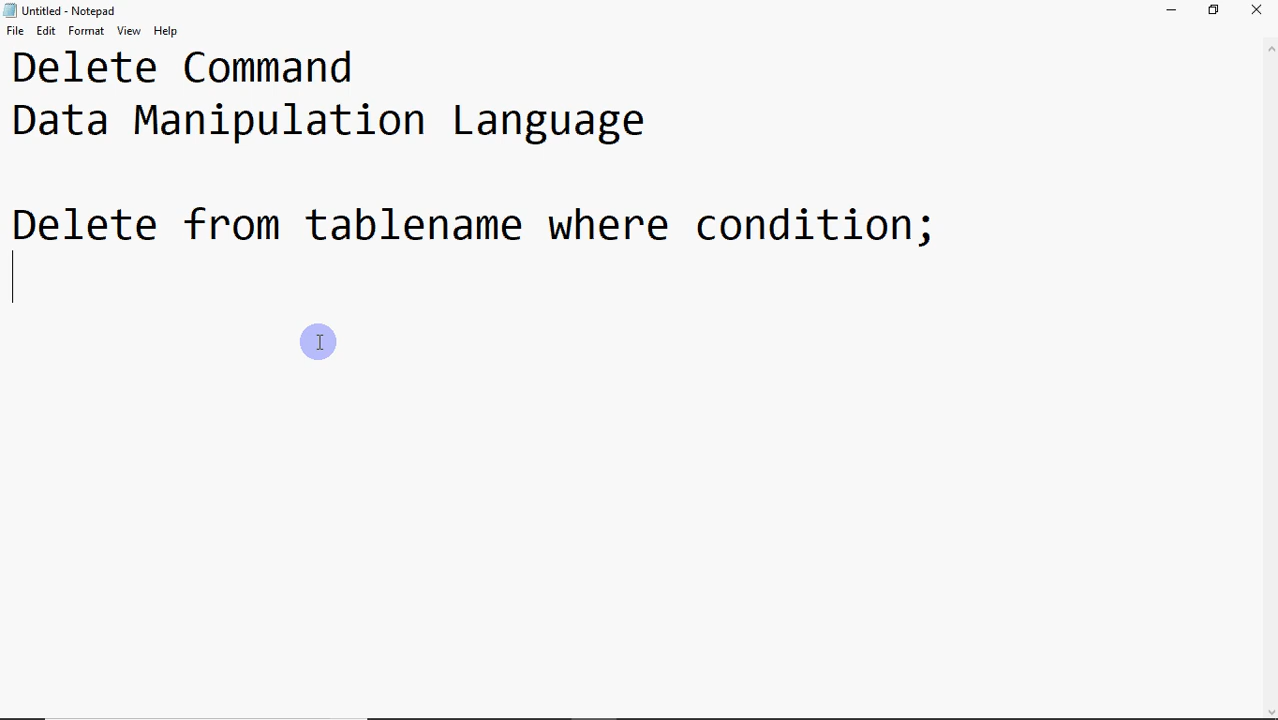 Untitled - Notepad
File Edit Format View Help
Delete Command
Data Manipulation Language
Delete from tablename where condition;